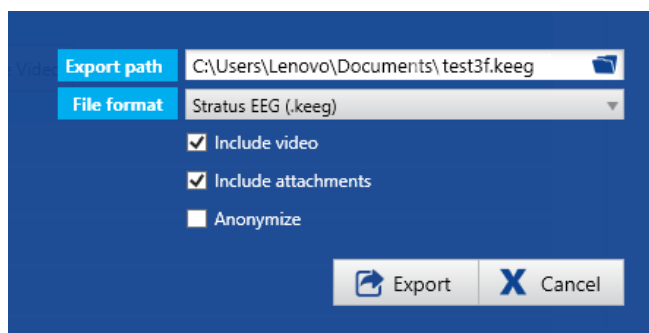 Export path C:\Users\Lenovo\Documents\ test3f.keeg
File format Stratus EEG (.keeg)
Include video
Include attachments
Anonymize
Export Cancel